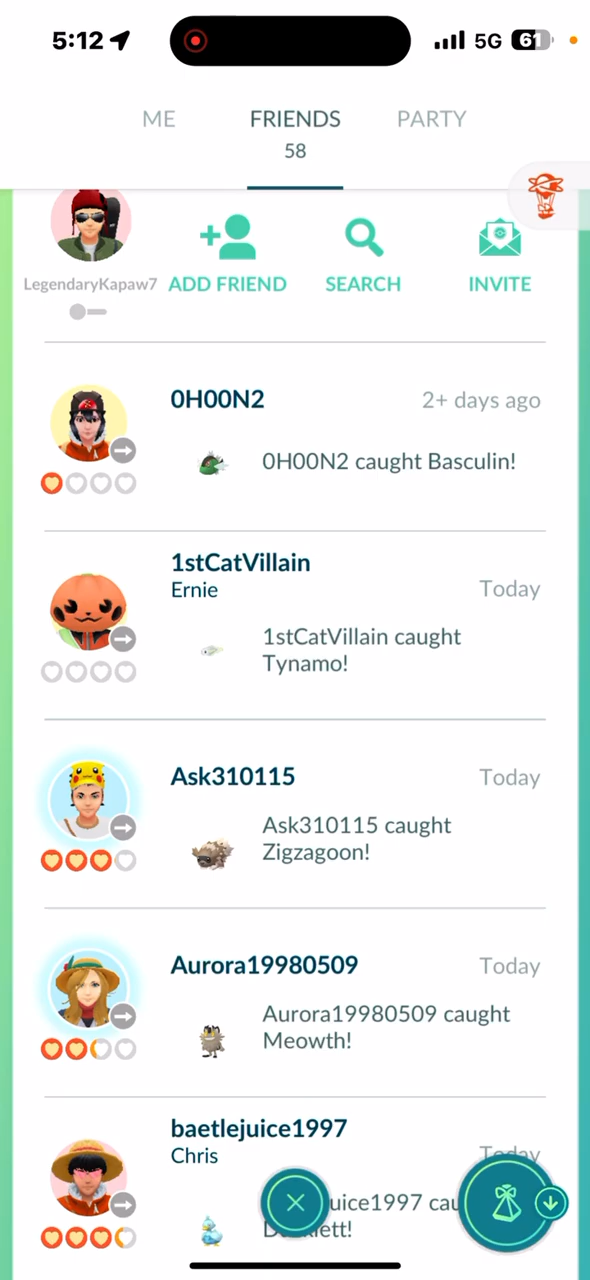 5:12
5G
61
ME
FRIENDS
PARTY
58
LegendaryKapaw7
ADD FRIEND
SEARCH
INVITE
0H00N2
2+ days ago
0H00N2 caught Basculin!
1stCatVillain
Ernie
Today
1stCatVillain caught
Tynamo!
Ask310115
Today
Ask310115 caught
Zigzagoon!
Aurora19980509
Today
Aurora19980509 caught
Meowth!
baetlejuice1997
Chris
Today